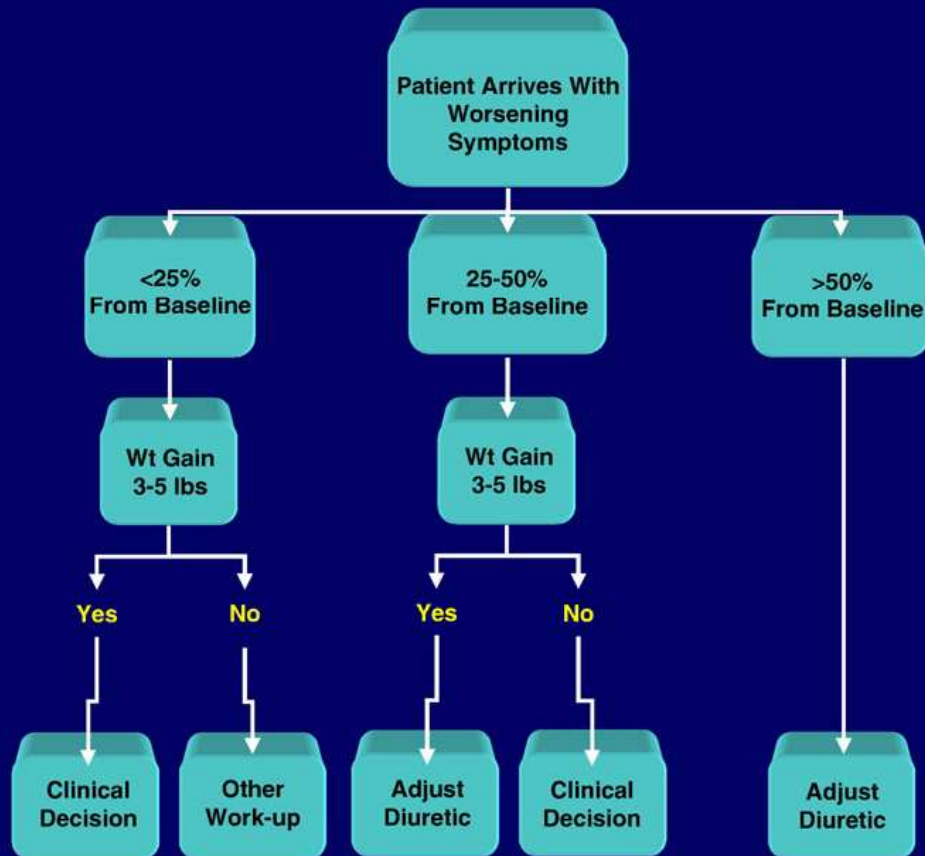 Patient Arrives With
Worsening
Symptoms
<25%
From Baseline
25-50%
From Baseline
>50%
From Baseline
Wt Gain
3-5 lbs
Wt Gain
3-5 lbs
Yes
No
Yes
No
Clinical
Decision
Other
Work-up
Adjust
Diuretic
Clinical
Decision
Adjust
Diuretic